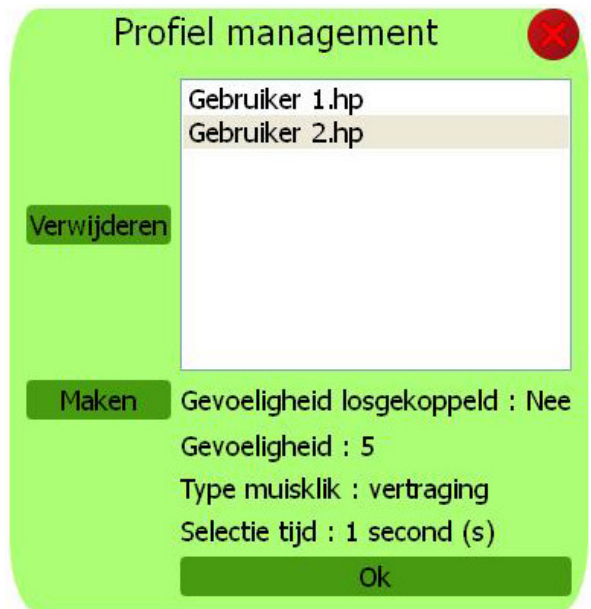 Profiel management
Gebruiker 1.hp
Gebruiker 2.hp
Verwijderen
Maken
Gevoeligheid losgekoppeld : Nee
Gevoeligheid : 5
Type muisklik : vertraging
Selectie tijd : 1 second (s)
Ok